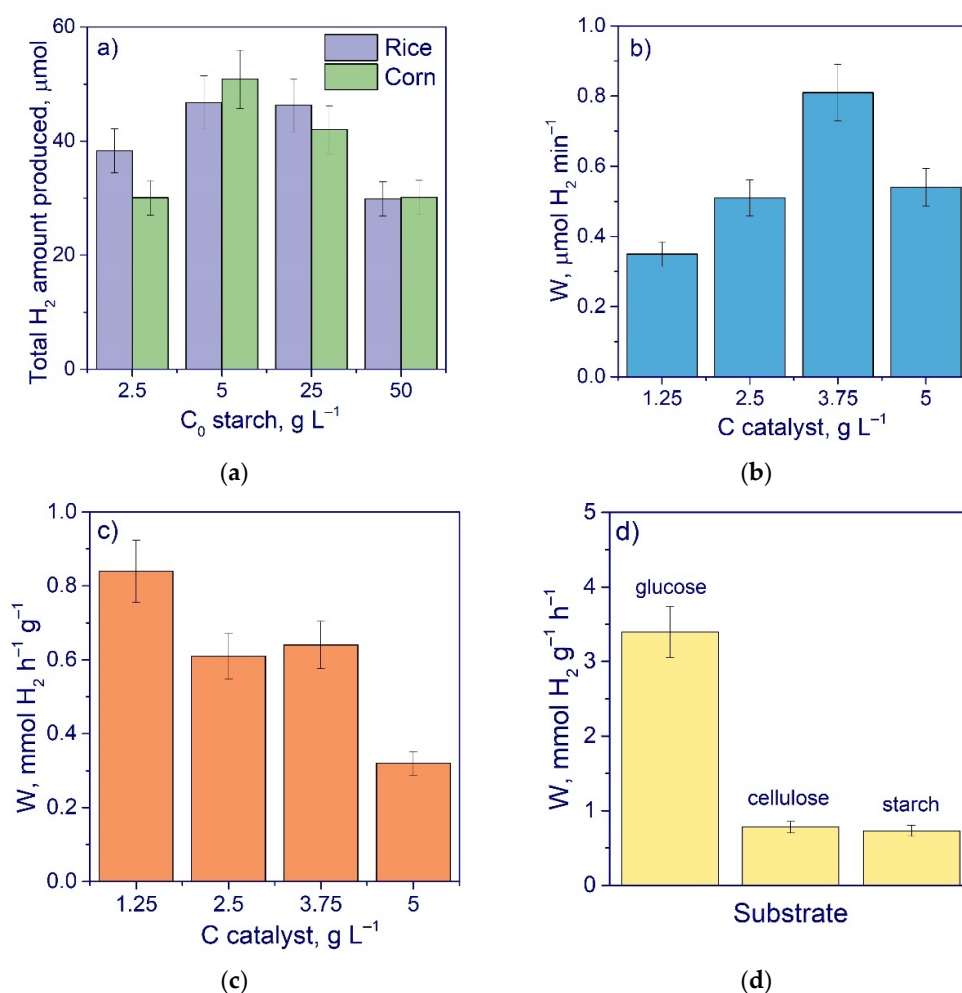 a)
Rice
Corn
Total H₂ amount produced, μmol
60
40
20
0
2.5
5
25
50
C₀ starch, g L⁻¹
(a)
b)
W, μmol H₂ min⁻¹
1.0
0.8
0.6
0.4
0.2
0.0
1.25
2.5
3.75
5
C catalyst, g L⁻¹
(b)
c)
W, mmol H₂ h⁻¹ g⁻¹
1.0
0.8
0.6
0.4
0.2
0.0
1.25
2.5
3.75
5
C catalyst, g L⁻¹
(c)
d)
W, mmol H₂ g⁻¹ h⁻¹
5
4
3
2
1
0
glucose
cellulose
starch
Substrate
(d)